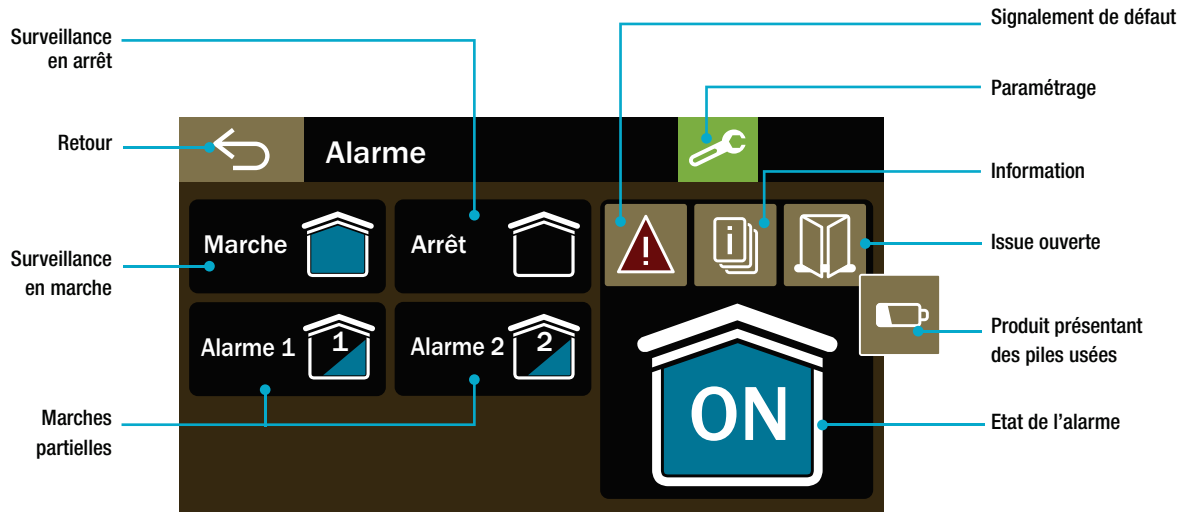 Surveillance
en arrêt
Retour
Surveillance
en marche
Marches
partielles
Alarme
Marche
Arrêt
Alarme 1
1
Alarme 2
2
!
i
ON
Signalement de défaut
Paramétrage
Information
Issue ouverte
Produit présentant
des piles usées
Etat de l'alarme